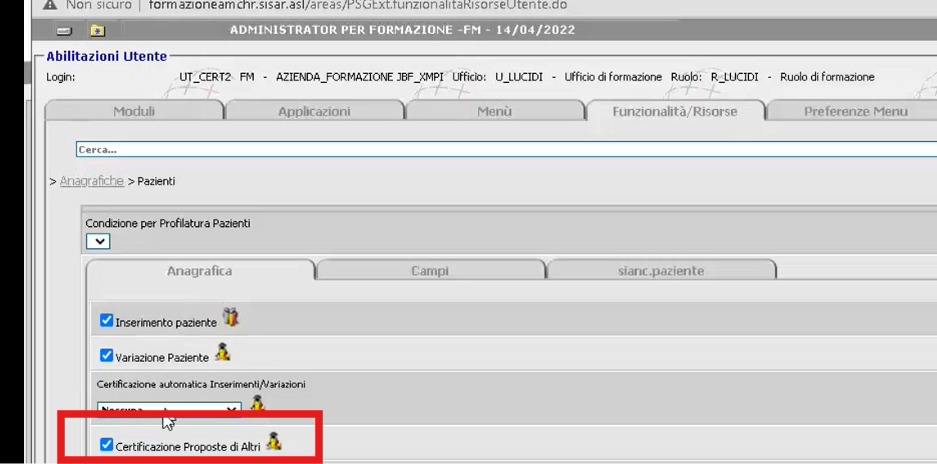 Non sicuro | formazioneamchr.sisar.asl/areas/PSGExt.funzionalitaRisorseUtente.do
ADMINISTRATOR PER FORMAZIONE -FM - 14/04/2022
Abilitazioni Utente
Login: UT_CERT2 FM - AZIENDA_FORMAZIONE JBF_XMPI Ufficio: U_LUCIDI - Ufficio di formazione Ruolo: R_LUCIDI - Ruolo di formazione
Moduli Applicazioni Menù Funzionalità/Risorse Preferenze Menu
Cerca...
> Anagrafiche > Pazienti
Condizione per Profilatura Pazienti
Anagrafica Campi sianc.paziente
Inserimento paziente
Variazione Paziente
Certificazione automatica Inserimenti/Variazioni
Nessuna
Certificazione Proposte di Altri